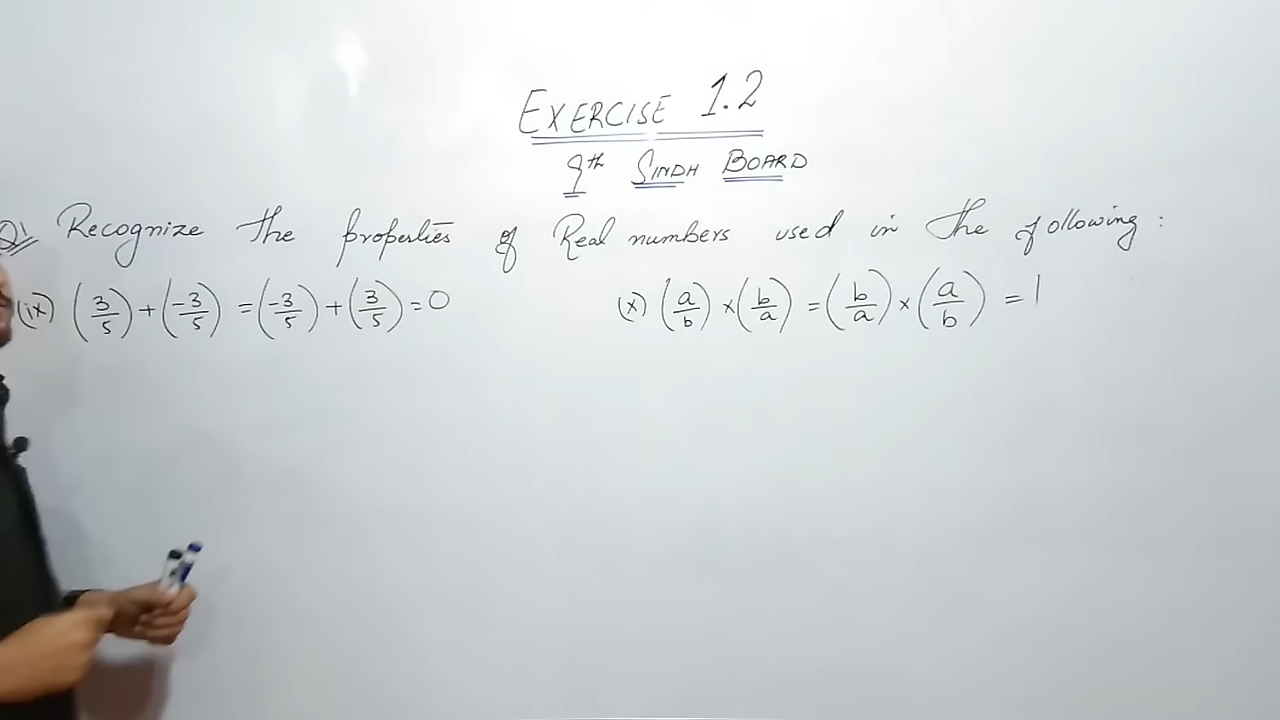 EXERCISE 1.2
9th SINDH BOARD
Q1 Recognize the properties of Real numbers used in the following :
(ix) (3/5) + (-3/5) = (-3/5) + (3/5) = 0 (x) (a/b) × (b/a) = (b/a) × (a/b) = 1